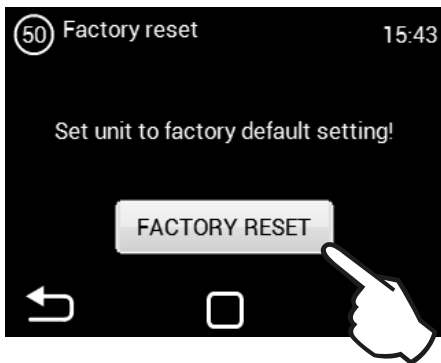 50 Factory reset 15:43
Set unit to factory default setting!
FACTORY RESET